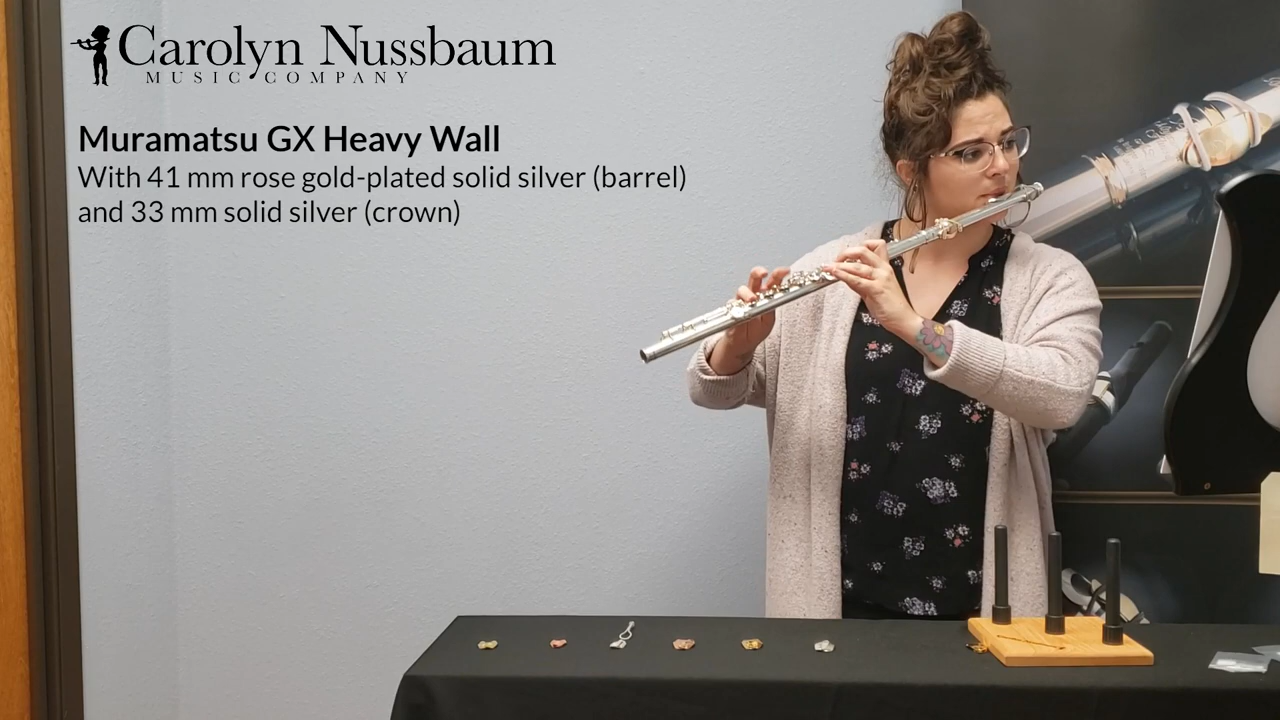 Carolyn Nussbaum
MUSIC COMPANY
Muramatsu GX Heavy Wall
With 41 mm rose gold-plated solid silver (barrel)
and 33 mm solid silver (crown)